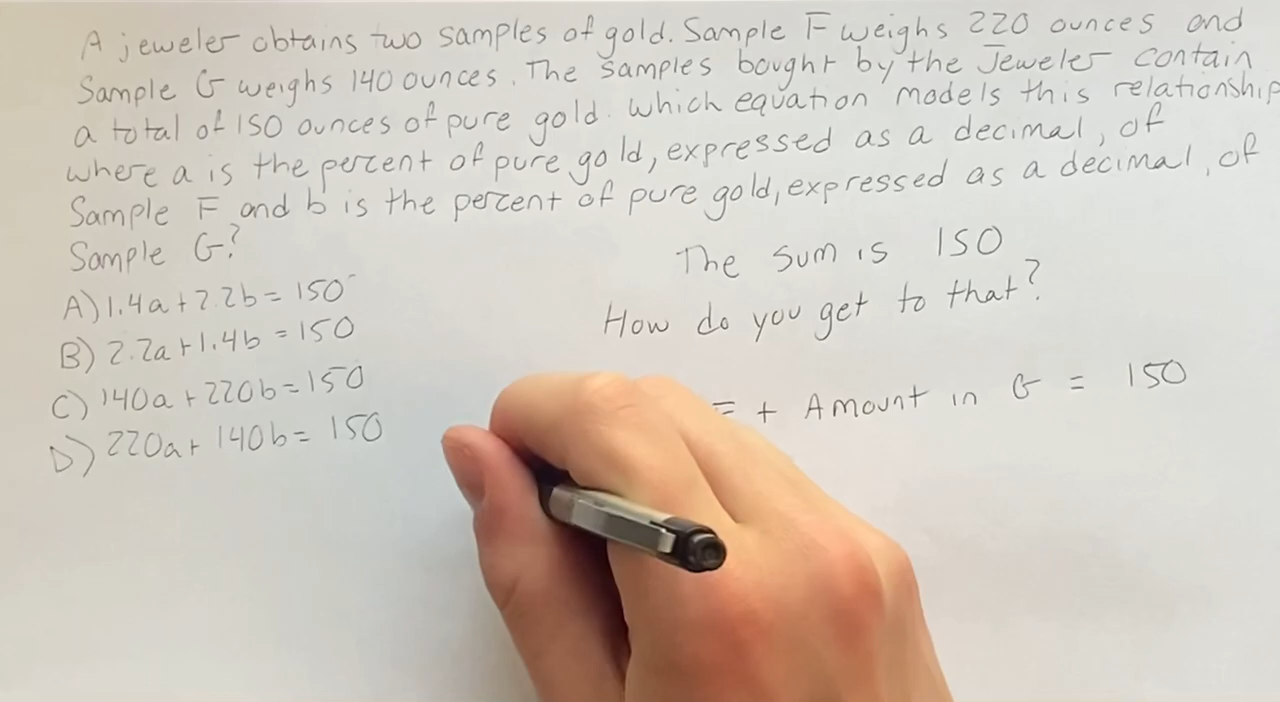 A jeweler obtains two samples of gold. Sample F weighs 220 ounces and
Sample G weighs 140 ounces. The samples bought by the Jeweler contain
a total of 150 ounces of pure gold. which equation models this relationship
where a is the percent of pure gold, expressed as a decimal, of
Sample F and b is the percent of pure gold, expressed as a decimal, of
Sample G?
A) 1.4a + 2.2b = 150
B) 2.2a + 1.4b = 150
C) 140a + 220b = 150
D) 220a + 140b = 150
The sum is 150
How do you get to that?
+ Amount in G = 150